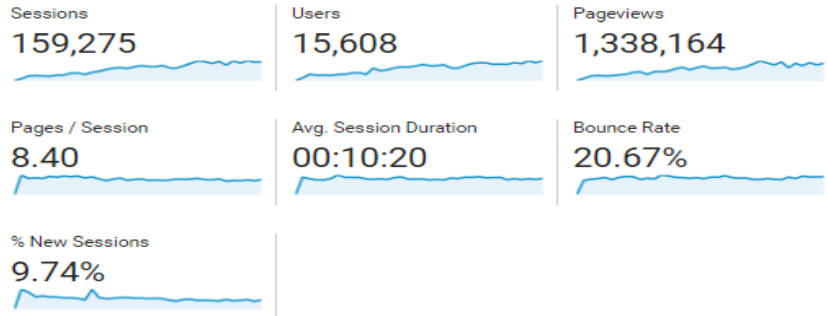 Sessions
159,275
Users
15,608
Pageviews
1,338,164
Pages / Session
8.40
Avg. Session Duration
00:10:20
Bounce Rate
20.67%
% New Sessions
9.74%